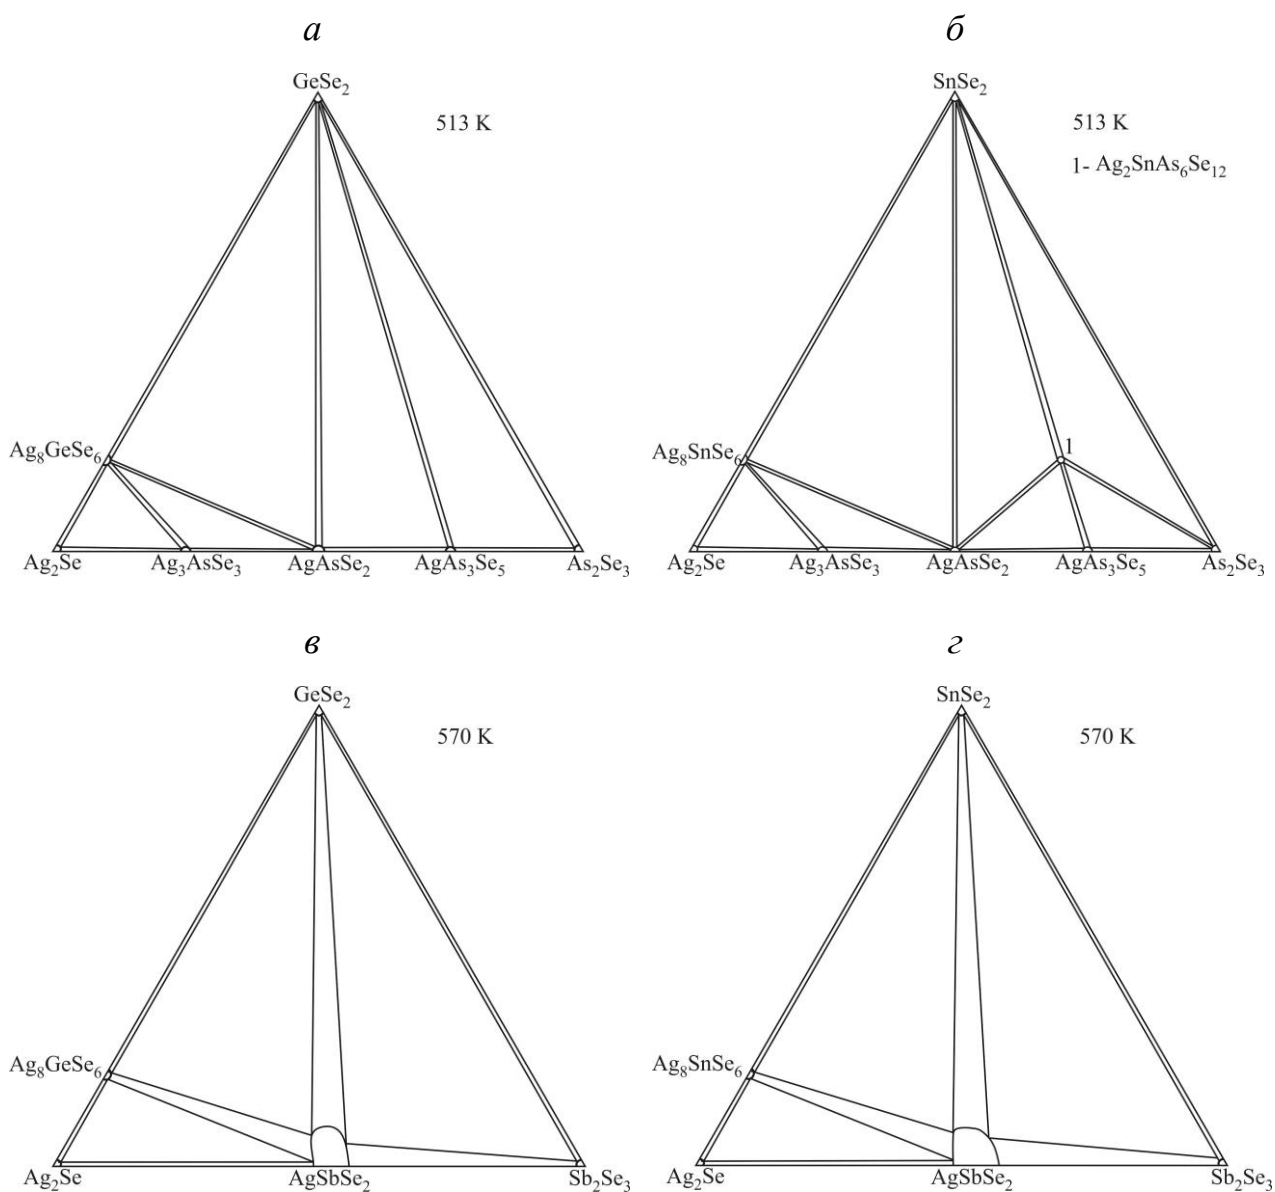 а
GeSe₂
513 K
Ag₈GeSe₆
Ag₂Se
Ag₃AsSe₃
AgAsSe₂
AgAs₃Se₅
As₂Se₃
б
SnSe₂
513 K
1- Ag₂SnAs₆Se₁₂
Ag₈SnSe₆
1
Ag₂Se
Ag₃AsSe₃
AgAsSe₂
AgAs₃Se₅
As₂Se₃
в
GeSe₂
570 K
Ag₈GeSe₆
Ag₂Se
AgSbSe₂
Sb₂Se₃
г
SnSe₂
570 K
Ag₈SnSe₆
Ag₂Se
AgSbSe₂
Sb₂Se₃